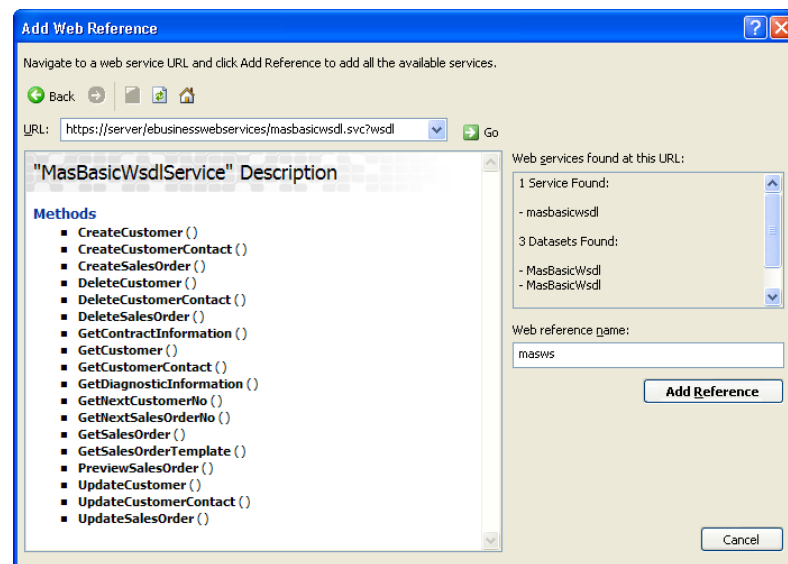 Add Web Reference
Navigate to a web service URL and click Add Reference to add all the available services.
Back
URL: https://server/ebusinesswebservices/masbasicwsdl.svc?wsdl Go
"MasBasicWsdlService" Description
Methods
CreateCustomer ()
CreateCustomerContact ()
CreateSalesOrder ()
DeleteCustomer ()
DeleteCustomerContact ()
DeleteSalesOrder ()
GetContractInformation ()
GetCustomer ()
GetCustomerContact ()
GetDiagnosticInformation ()
GetNextCustomerNo ()
GetNextSalesOrderNo ()
GetSalesOrder ()
GetSalesOrderTemplate ()
PreviewSalesOrder ()
UpdateCustomer ()
UpdateCustomerContact ()
UpdateSalesOrder ()
Web services found at this URL:
1 Service Found:
- masbasicwsdl
3 Datasets Found:
- MasBasicWsdl
- MasBasicWsdl
Web reference name:
masws
Add Reference
Cancel